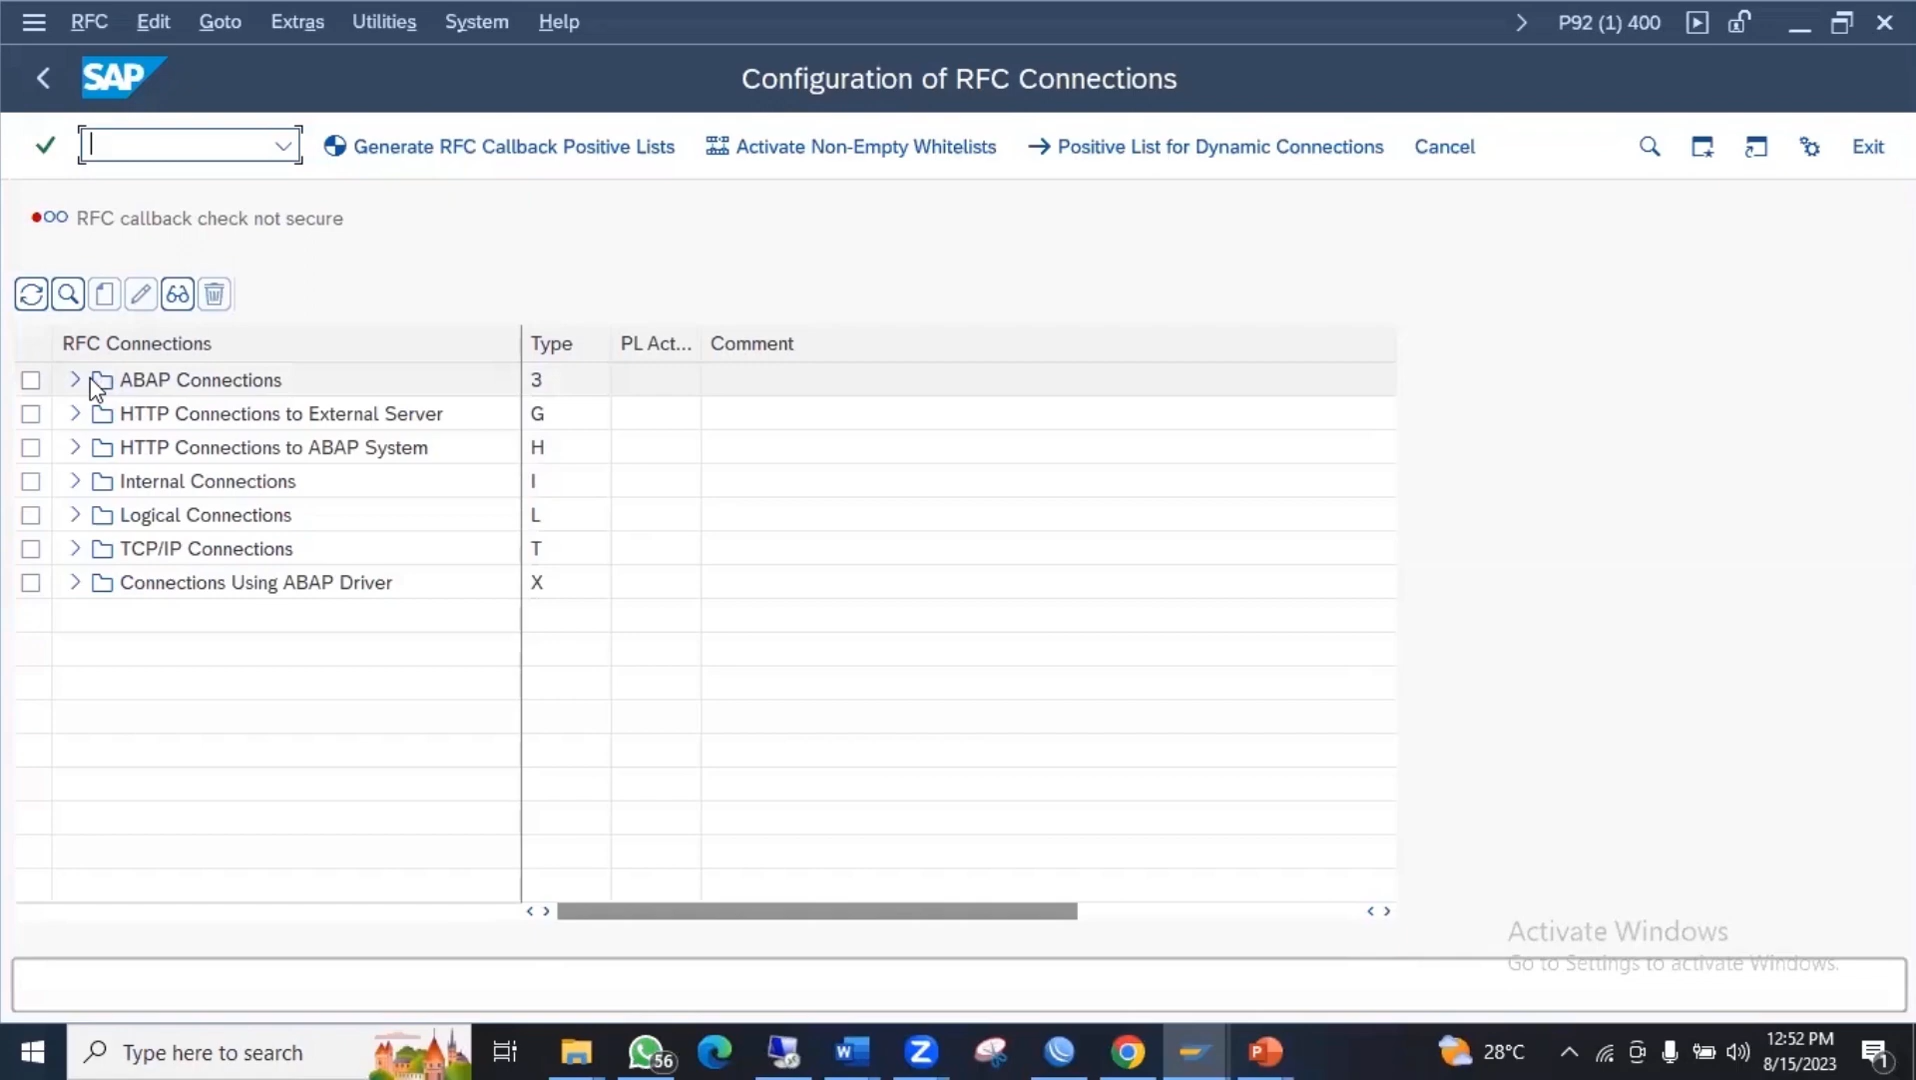 RFC Edit Goto Extras Utilities System Help P92 (1) 400
SAP Configuration of RFC Connections
Generate RFC Callback Positive Lists Activate Non-Empty Whitelists Positive List for Dynamic Connections Cancel Exit
RFC callback check not secure
RFC Connections Type PL Act... Comment
ABAP Connections 3
HTTP Connections to External Server G
HTTP Connections to ABAP System H
Internal Connections I
Logical Connections L
TCP/IP Connections T
Connections Using ABAP Driver X
Activate Windows
Go to Settings to activate Windows.
Type here to search 56 28°C 12:52 PM
8/15/2023 1